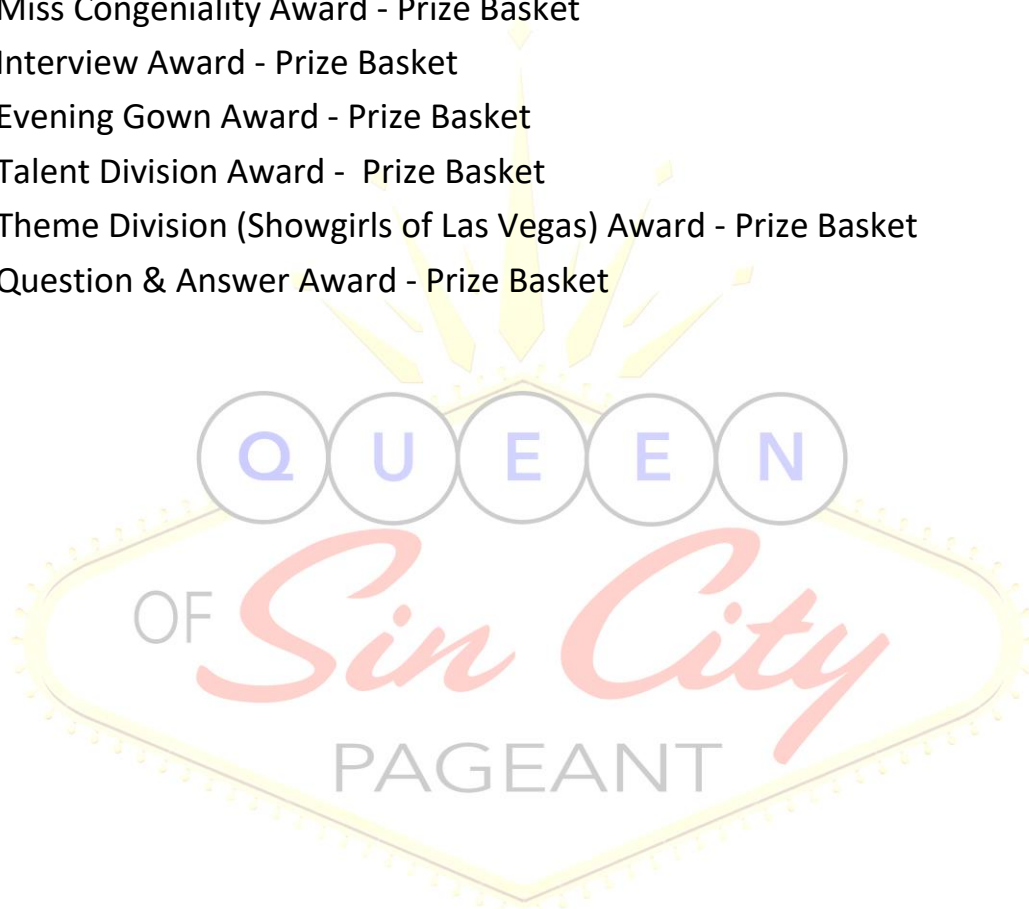 Miss Congeniality Award - Prize Basket
Interview Award - Prize Basket
Evening Gown Award - Prize Basket
Talent Division Award -  Prize Basket
Theme Division (Showgirls of Las Vegas) Award - Prize Basket
Question & Answer Award - Prize Basket
QUEEN
OF Sin City
PAGEANT